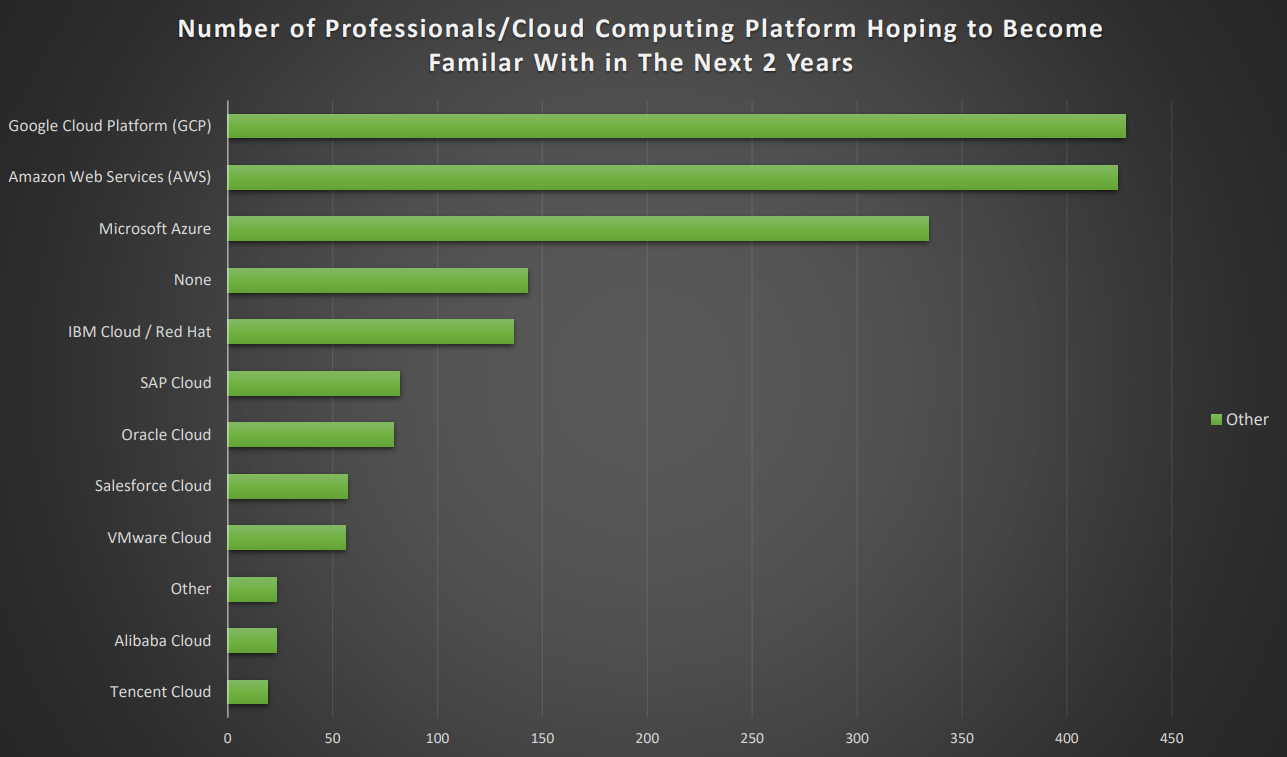 Number of Professionals/Cloud Computing Platform Hoping to Become
Familar With in The Next 2 Years
Google Cloud Platform (GCP)
Amazon Web Services (AWS)
Microsoft Azure
None
IBM Cloud / Red Hat
SAP Cloud
Oracle Cloud
Salesforce Cloud
VMware Cloud
Other
Alibaba Cloud
Tencent Cloud
0 50 100 150 200 250 300 350 400 450
Other